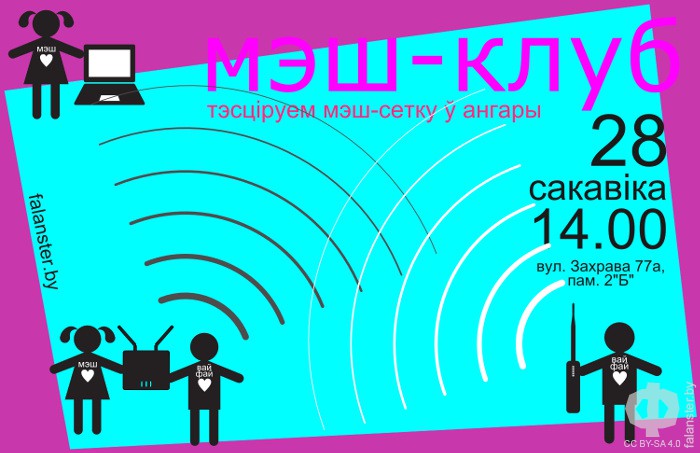 мэш-клуб
тэсціруем мэш-сетку ў ангары
28
сакавіка
14.00
вул. Захрава 77а,
пам. 2"Б"
falanster.by
мэш
мэш
вай
фай
вай
фай
falanster.by
CC BY-SA 4.0